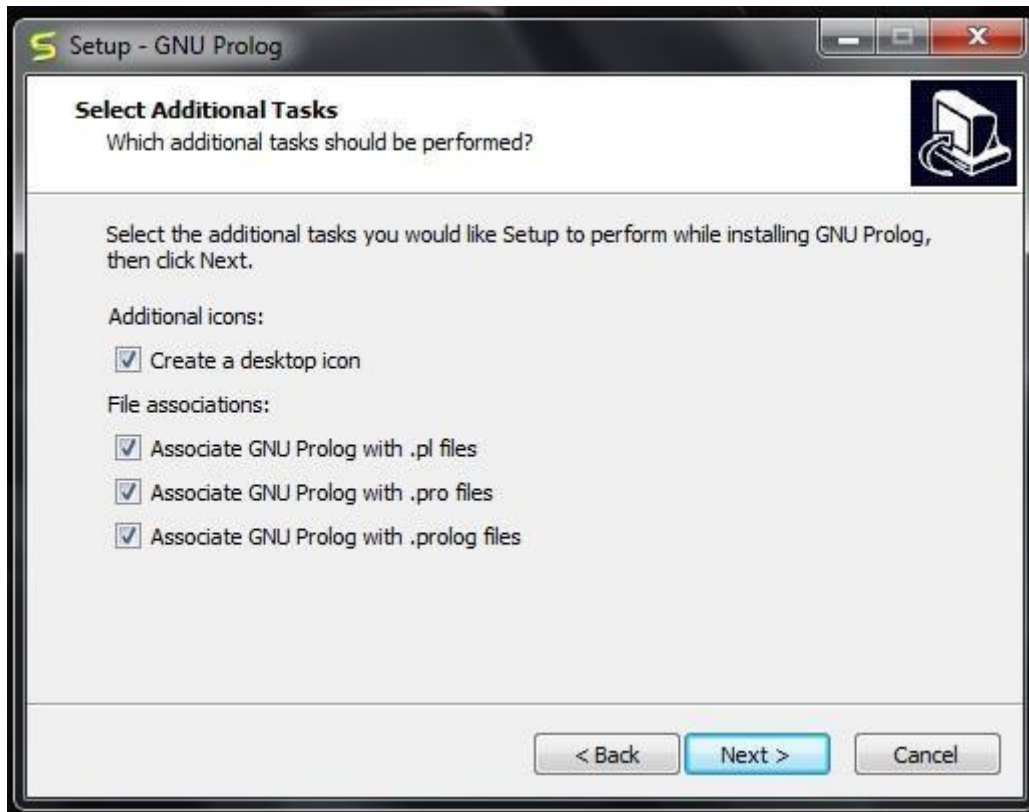 Setup - GNU Prolog
Select Additional Tasks
Which additional tasks should be performed?
Select the additional tasks you would like Setup to perform while installing GNU Prolog,
then click Next.
Additional icons:
Create a desktop icon
File associations:
Associate GNU Prolog with .pl files
Associate GNU Prolog with .pro files
Associate GNU Prolog with .prolog files
< Back Next > Cancel